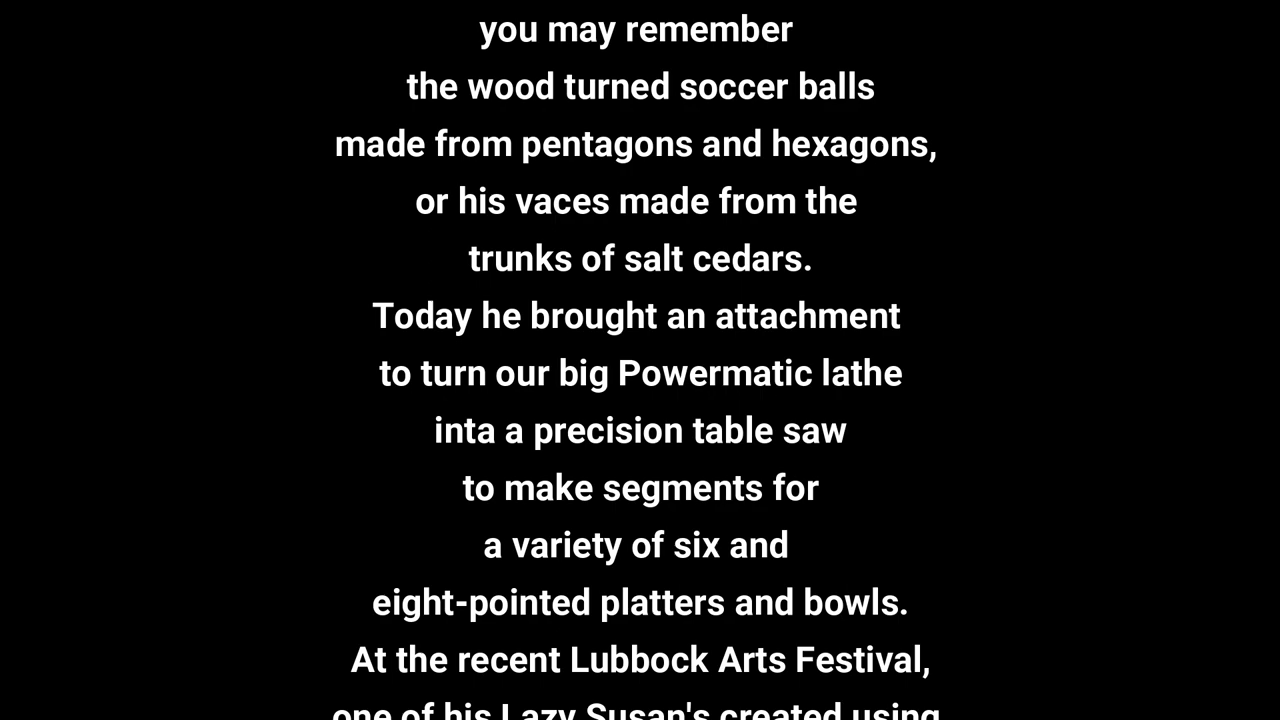 you may remember
the wood turned soccer balls
made from pentagons and hexagons,
or his vaces made from the
trunks of salt cedars.
Today he brought an attachment
to turn our big Powermatic lathe
inta a precision table saw
to make segments for
a variety of six and
eight-pointed platters and bowls.
At the recent Lubbock Arts Festival,
one of his Lazy Susan's created using